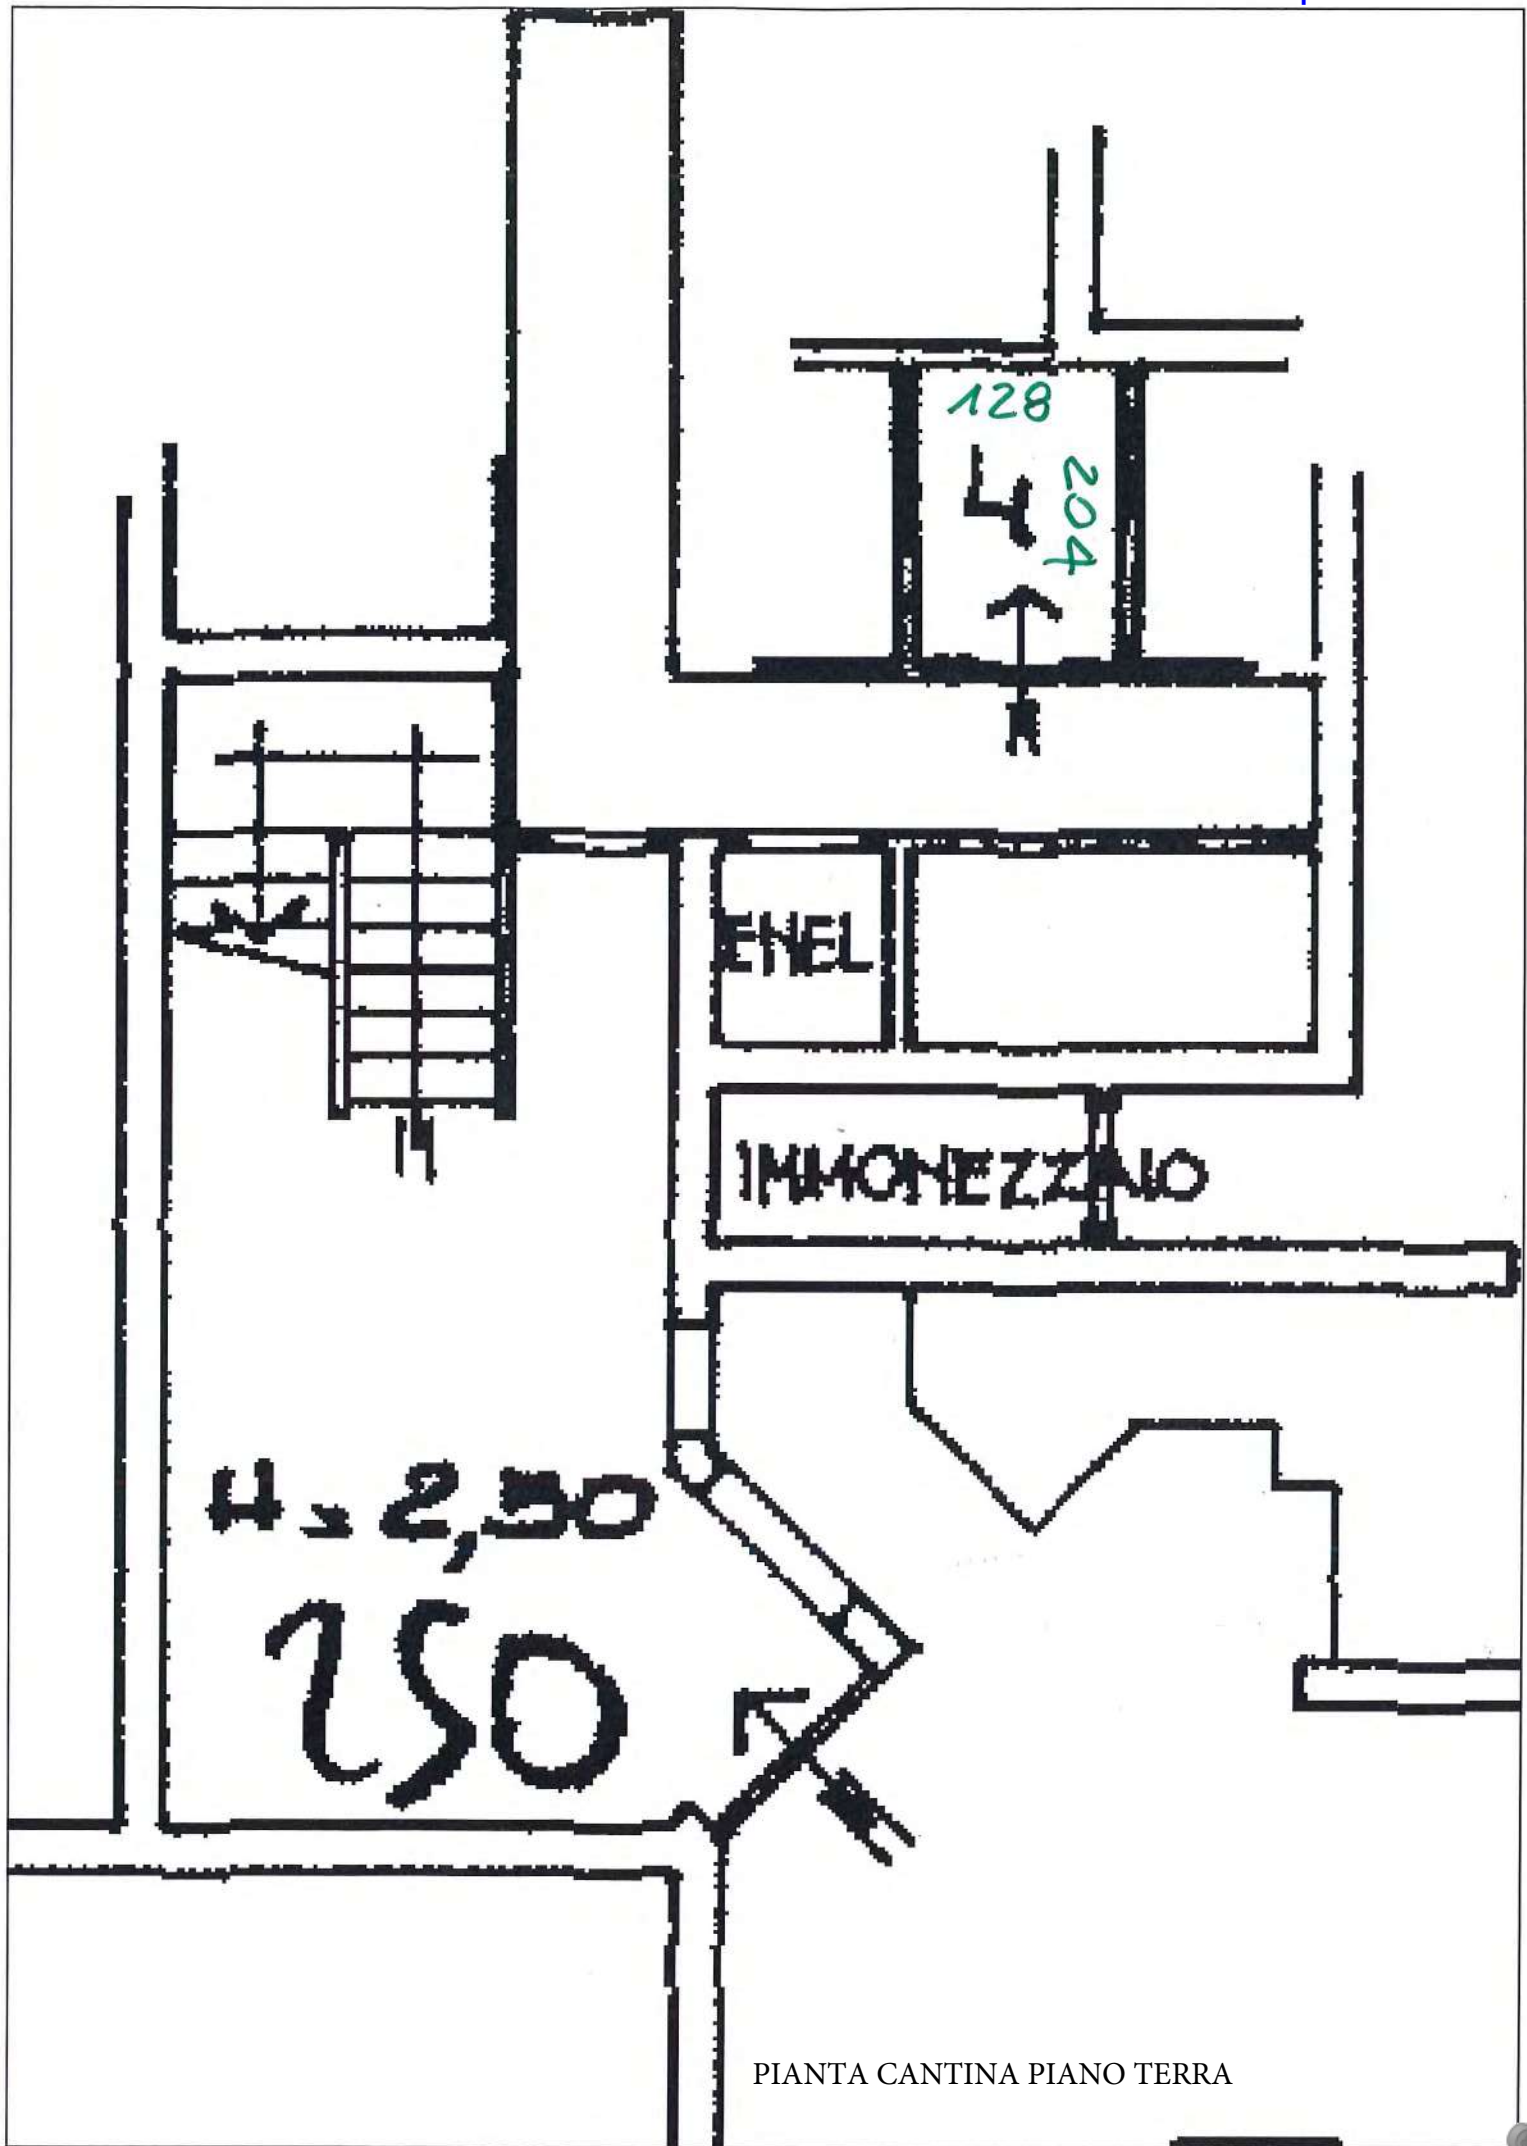 128
204
4
ENEL
IMMONEZZAIO
H = 2,50
250
PIANTA CANTINA PIANO TERRA